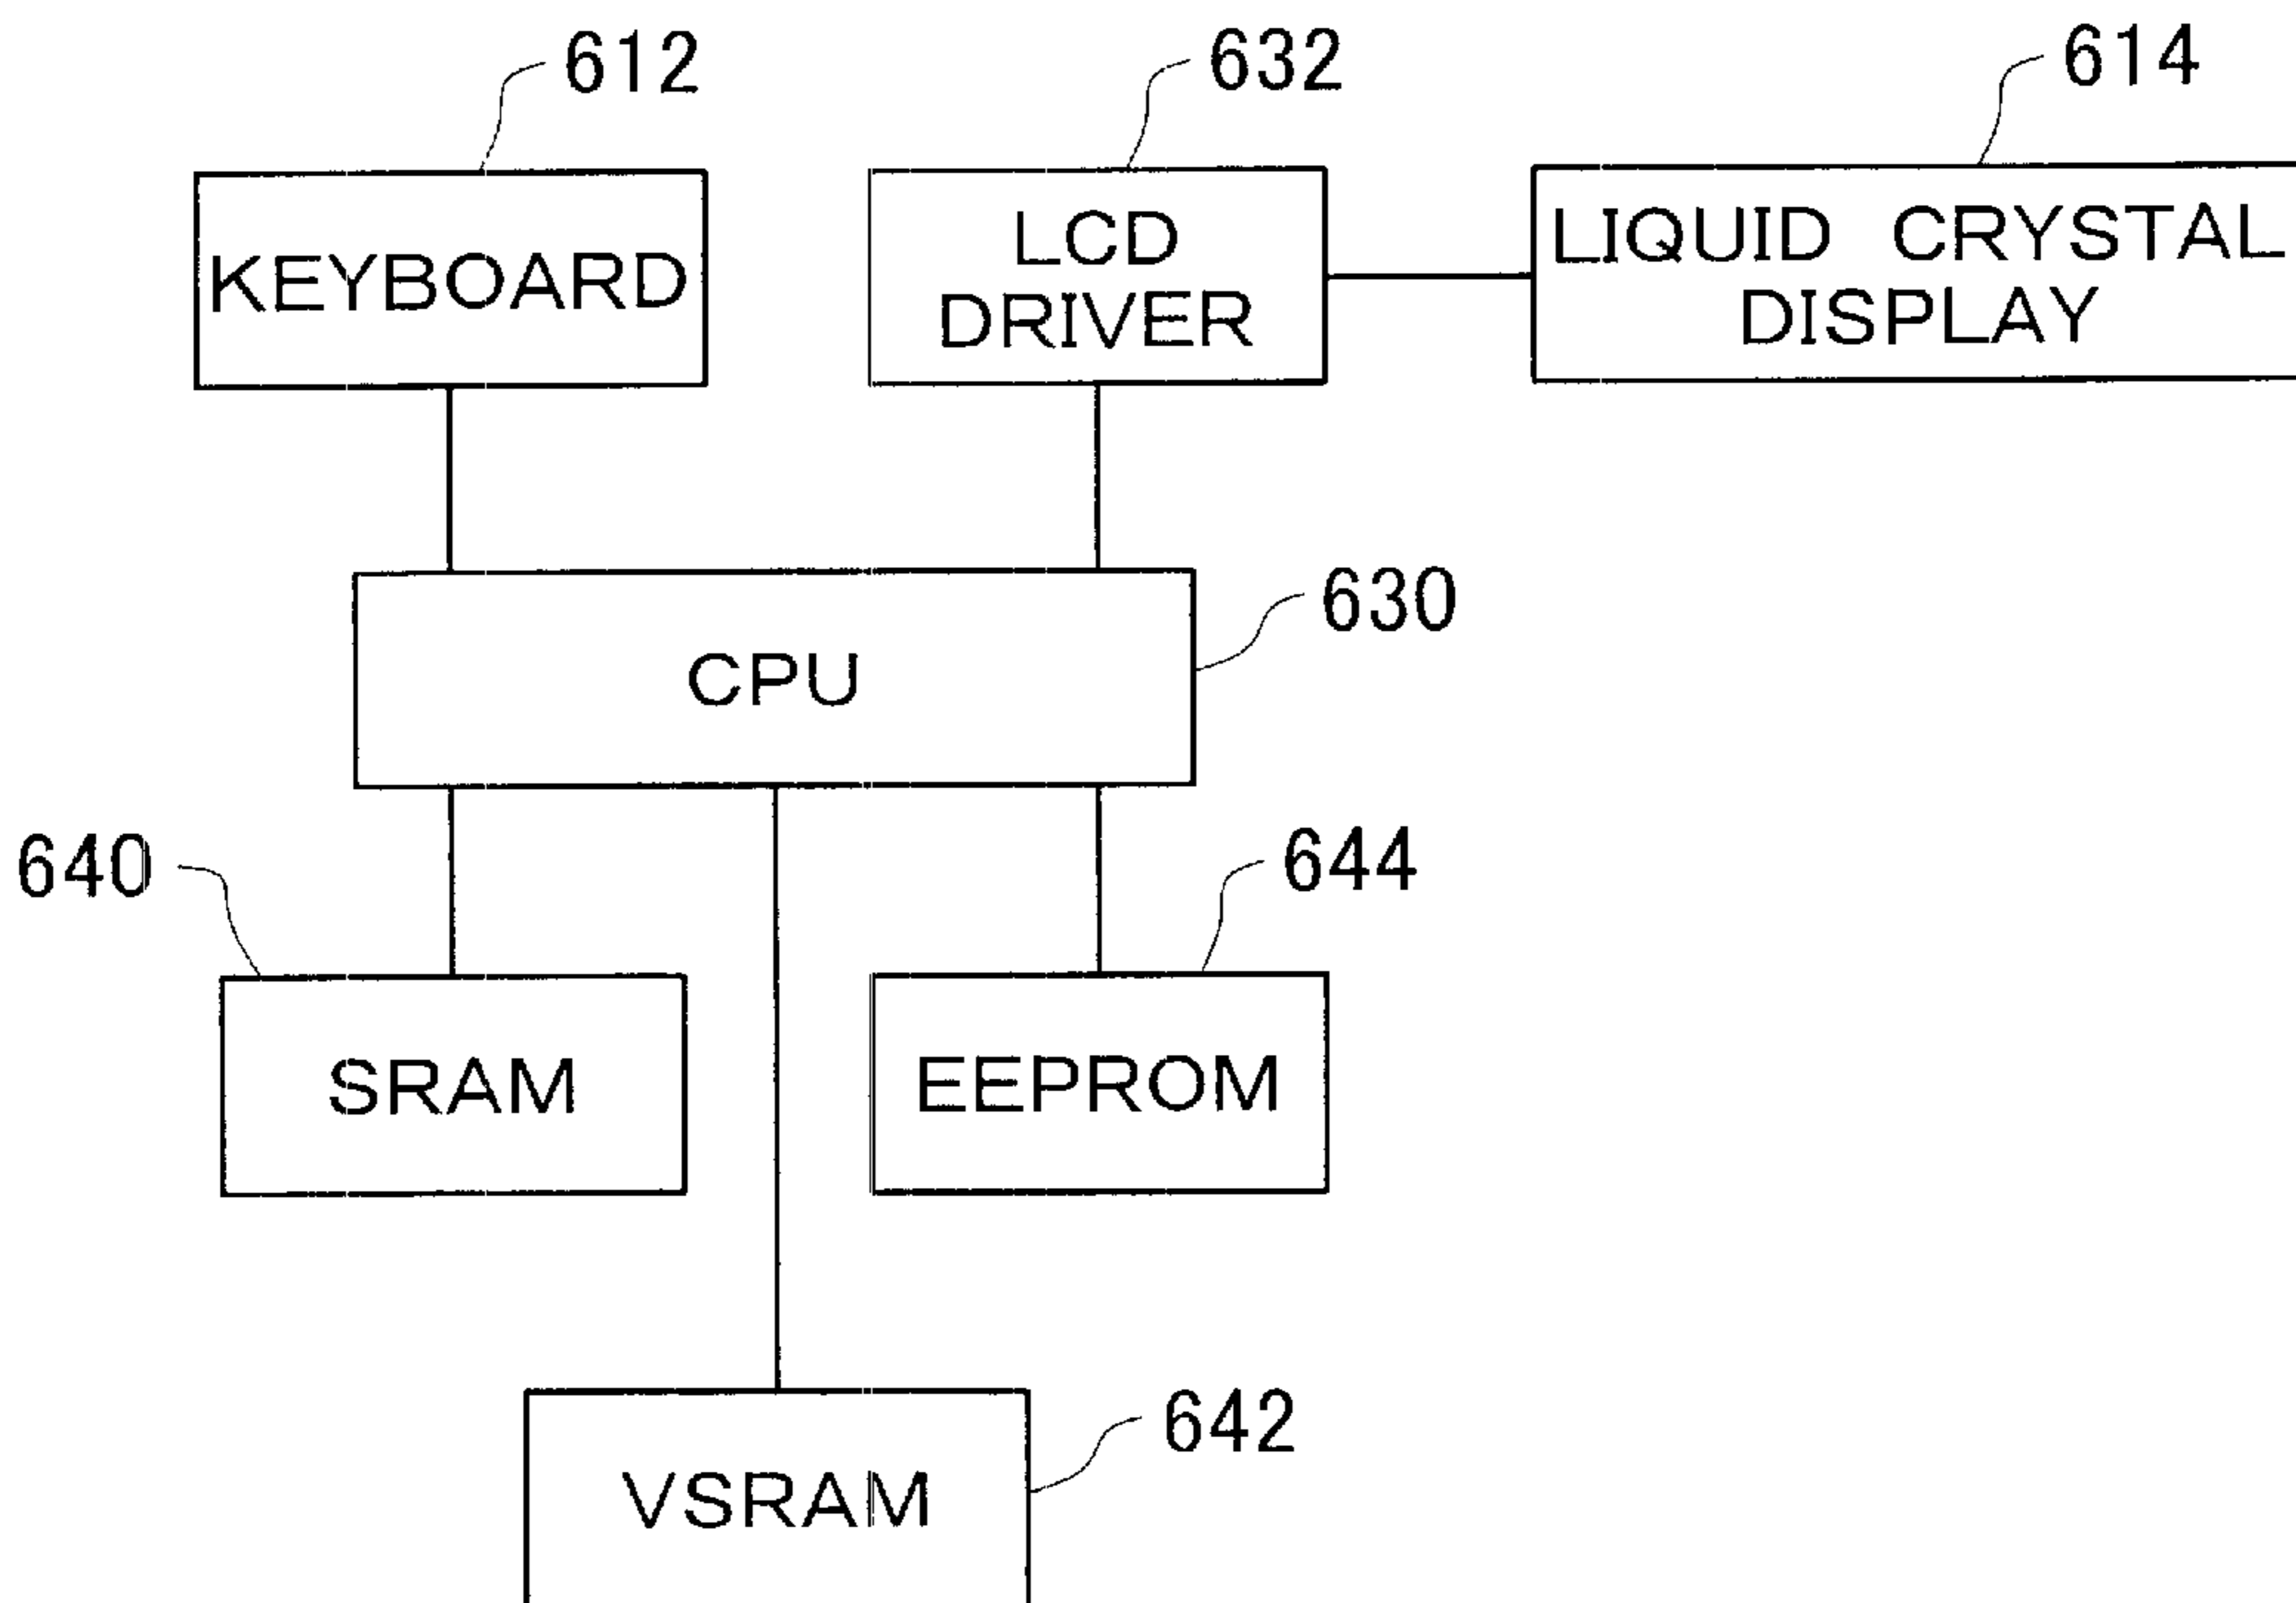 612
632
614
KEYBOARD
LCD
DRIVER
LIQUID CRYSTAL
DISPLAY
630
CPU
640
644
SRAM
EEPROM
642
VSRAM